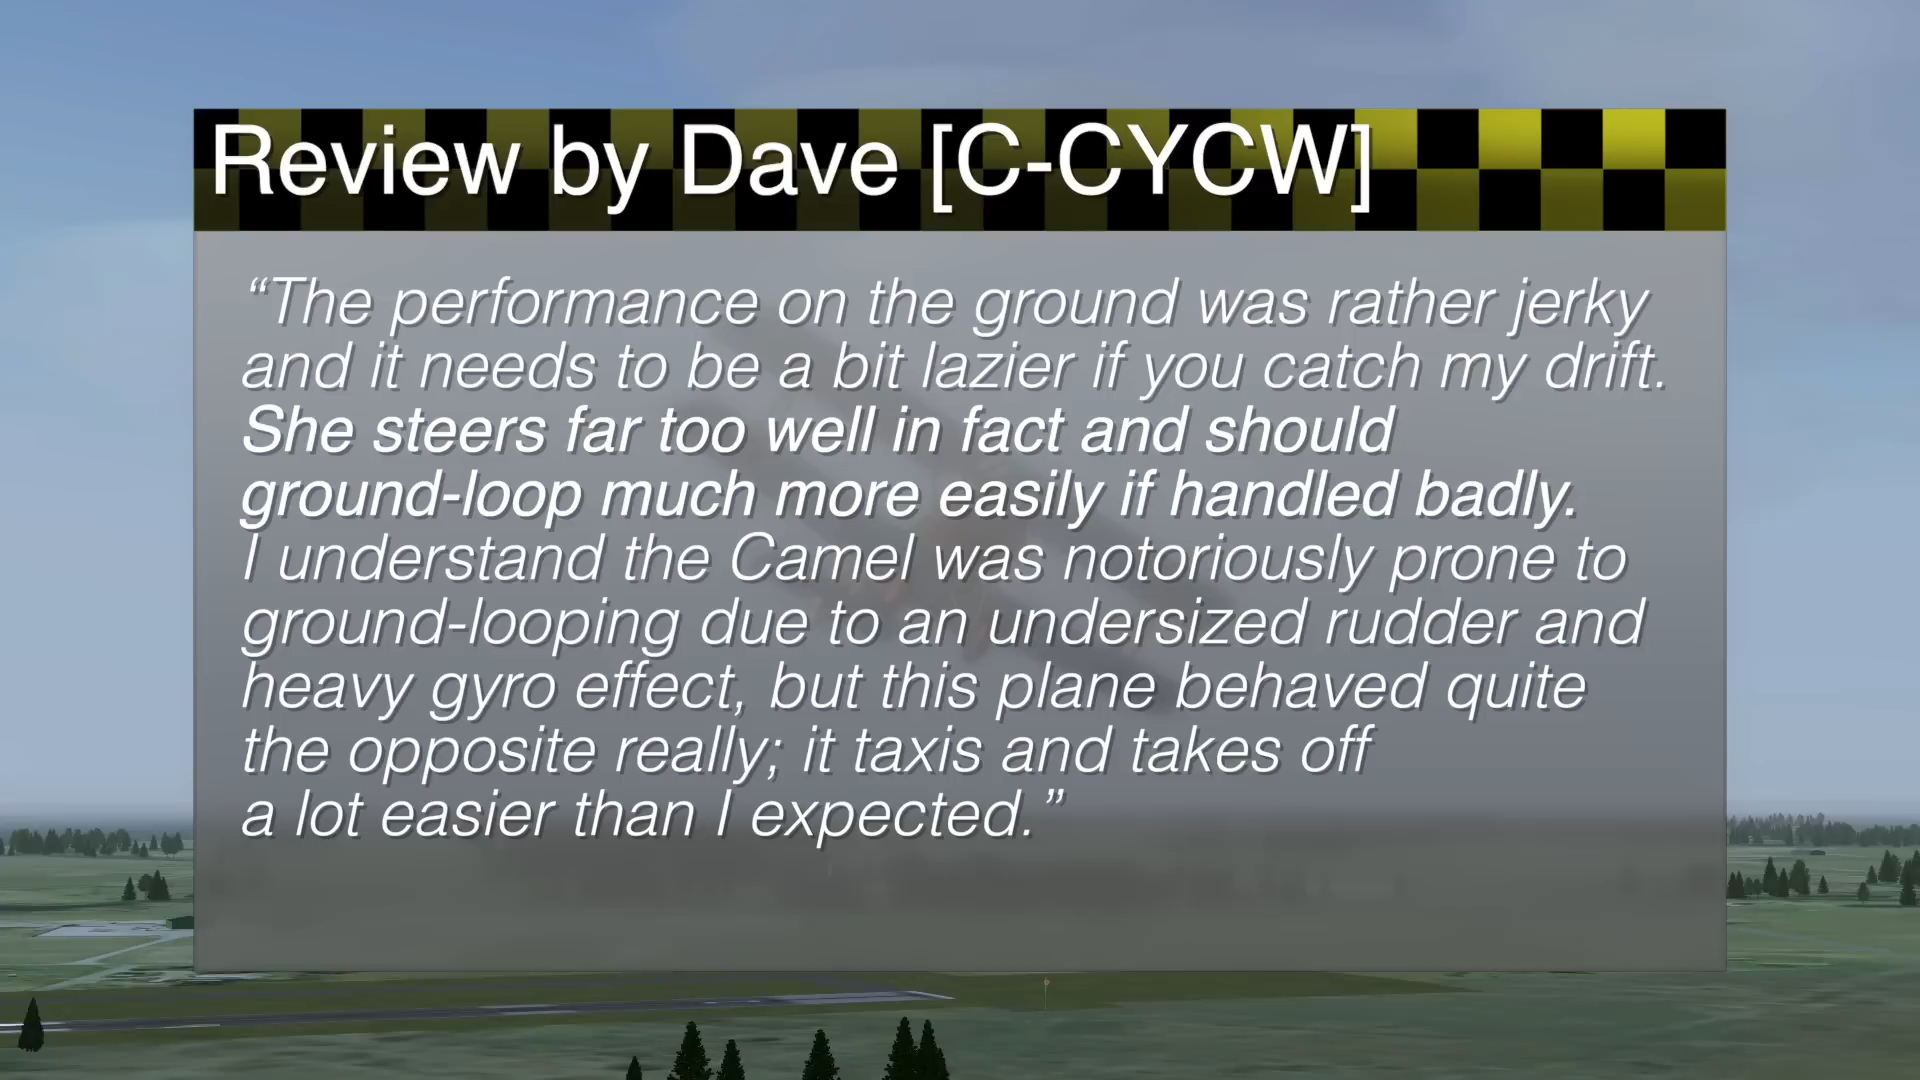 Review by Dave [C-CYCW]
“The performance on the ground was rather jerky
and it needs to be a bit lazier if you catch my drift.
She steers far too well in fact and should
ground-loop much more easily if handled badly.
I understand the Camel was notoriously prone to
ground-looping due to an undersized rudder and
heavy gyro effect, but this plane behaved quite
the opposite really; it taxis and takes off
a lot easier than I expected.”